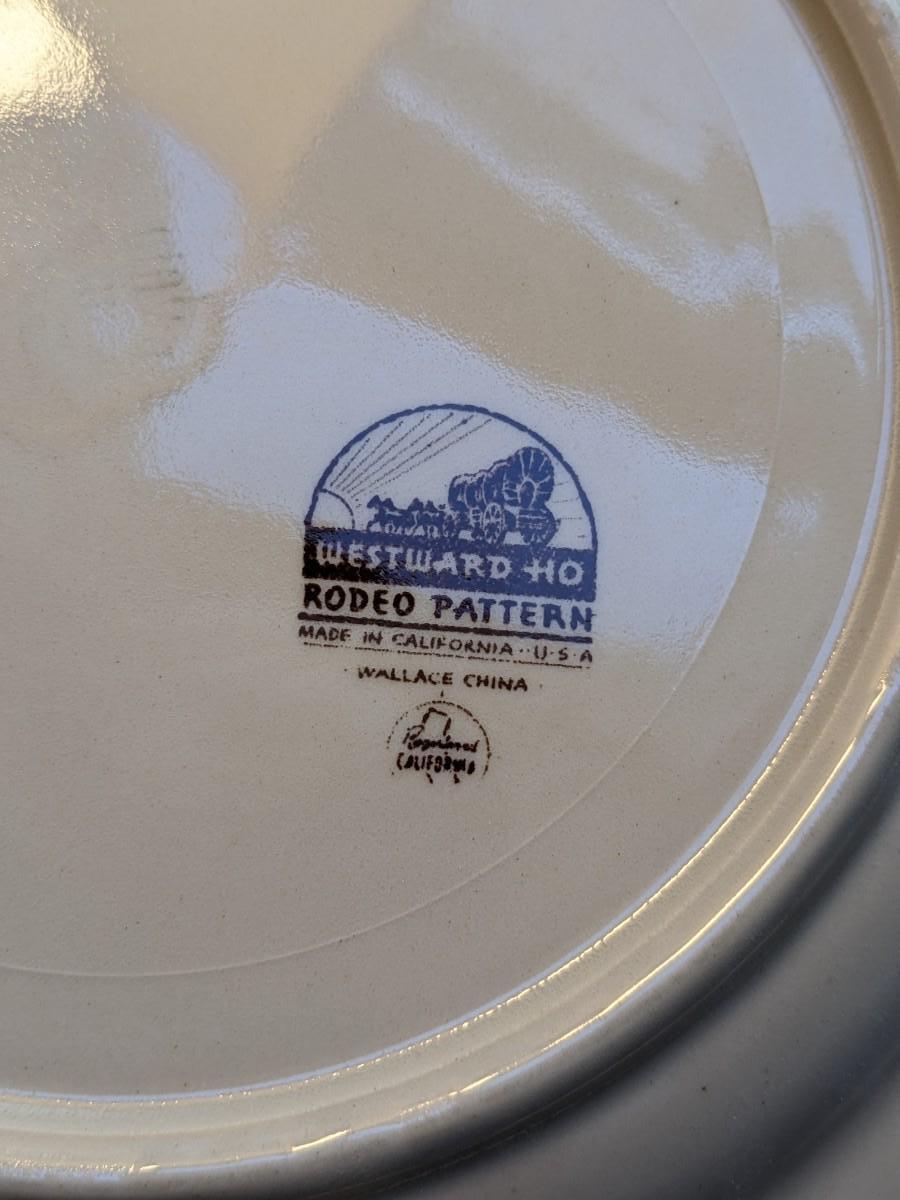 WESTWARD HO
RODEO PATTERN
MADE IN CALIFORNIA · U·S·A
WALLACE CHINA
Registered
CALIFORNIA